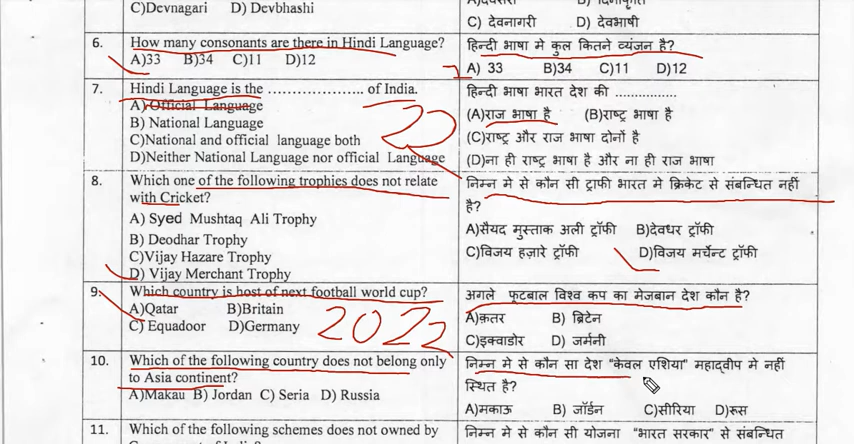 C)Devnagari D) Devbhashi
C) देवनागरी D) देवभाषी
6. How many consonants are there in Hindi Language?
A)33 B)34 C)11 D)12
हिन्दी भाषा मे कुल कितने व्यंजन है?
A) 33 B)34 C)11 D)12
7. Hindi Language is the ………………….. of India.
A) Official Language
B) National Language
C)National and official language both
D)Neither National Language nor official Language
22
हिन्दी भाषा भारत देश की …………….
(A)राज भाषा है (B)राष्ट्र भाषा है
(C)राष्ट्र और राज भाषा दोनों है
(D)ना ही राष्ट्र भाषा है और ना ही राज भाषा
8. Which one of the following trophies does not relate
with Cricket?
A) Syed Mushtaq Ali Trophy
B) Deodhar Trophy
C)Vijay Hazare Trophy
D) Vijay Merchant Trophy
निम्न मे से कौन सी ट्राफी भारत मे क्रिकेट से संबन्धित नहीं
है?
A)सैयद मुस्ताक अली ट्रॉफी B)देवधर ट्रॉफी
C)विजय हज़ारे ट्रॉफी D)विजय मर्चेन्ट ट्रॉफी
9. Which country is host of next football world cup?
A)Qatar B)Britain
C) Equadoor D)Germany
2022
अगले फूटबाल विश्व कप का मेजबान देश कौन है?
A)क़तर B) ब्रिटेन
C)इक्वाडोर D) जर्मनी
10. Which of the following country does not belong only
to Asia continent?
A)Makau B) Jordan C) Seria D) Russia
निम्न मे से कौन सा देश "केवल एशिया" महाद्वीप मे नहीं
स्थित है?
A)मकाऊ B) जॉर्डन C)सीरिया D)रूस
11. Which of the following schemes does not owned by
निम्न मे से कौन सी योजना "भारत सरकार" से संबन्धित